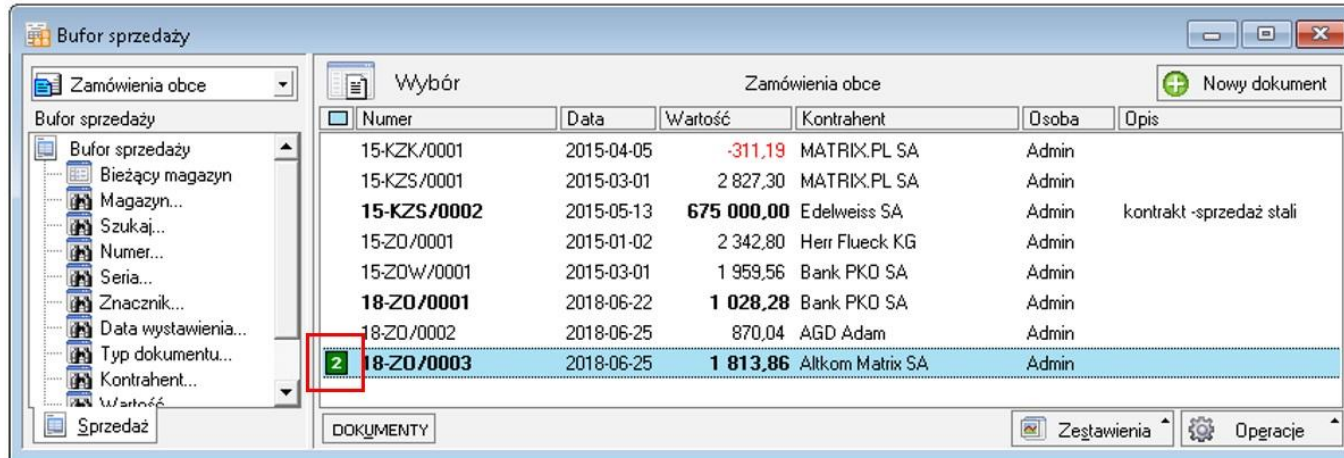 Bufor sprzedaży
Zamówienia obce
Bufor sprzedaży
Bufor sprzedaży
Bieżący magazyn
Magazyn...
Szukaj...
Numer...
Seria...
Znacznik...
Data wystawienia...
Typ dokumentu...
Kontrahent...
Wartość
Sprzedaż
Wybór Zamówienia obce Nowy dokument
Numer Data Wartość Kontrahent Osoba Opis
15-KZK/0001 2015-04-05 -311,19 MATRIX.PL SA Admin
15-KZS/0001 2015-03-01 2 827,30 MATRIX.PL SA Admin
15-KZS/0002 2015-05-13 675 000,00 Edelweiss SA Admin kontrakt -sprzedaż stali
15-ZO/0001 2015-01-02 2 342,80 Herr Flueck KG Admin
15-ZOW/0001 2015-03-01 1 959,56 Bank PKO SA Admin
18-ZO/0001 2018-06-22 1 028,28 Bank PKO SA Admin
18-ZO/0002 2018-06-25 870,04 AGD Adam Admin
2 18-ZO/0003 2018-06-25 1 813,86 Altkom Matrix SA Admin
DOKUMENTY Zestawienia Operacje